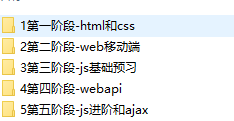 1第一阶段-html和css
2第二阶段-web移动端
3第三阶段-js基础预习
4第四阶段-webapi
5第五阶段-js进阶和ajax